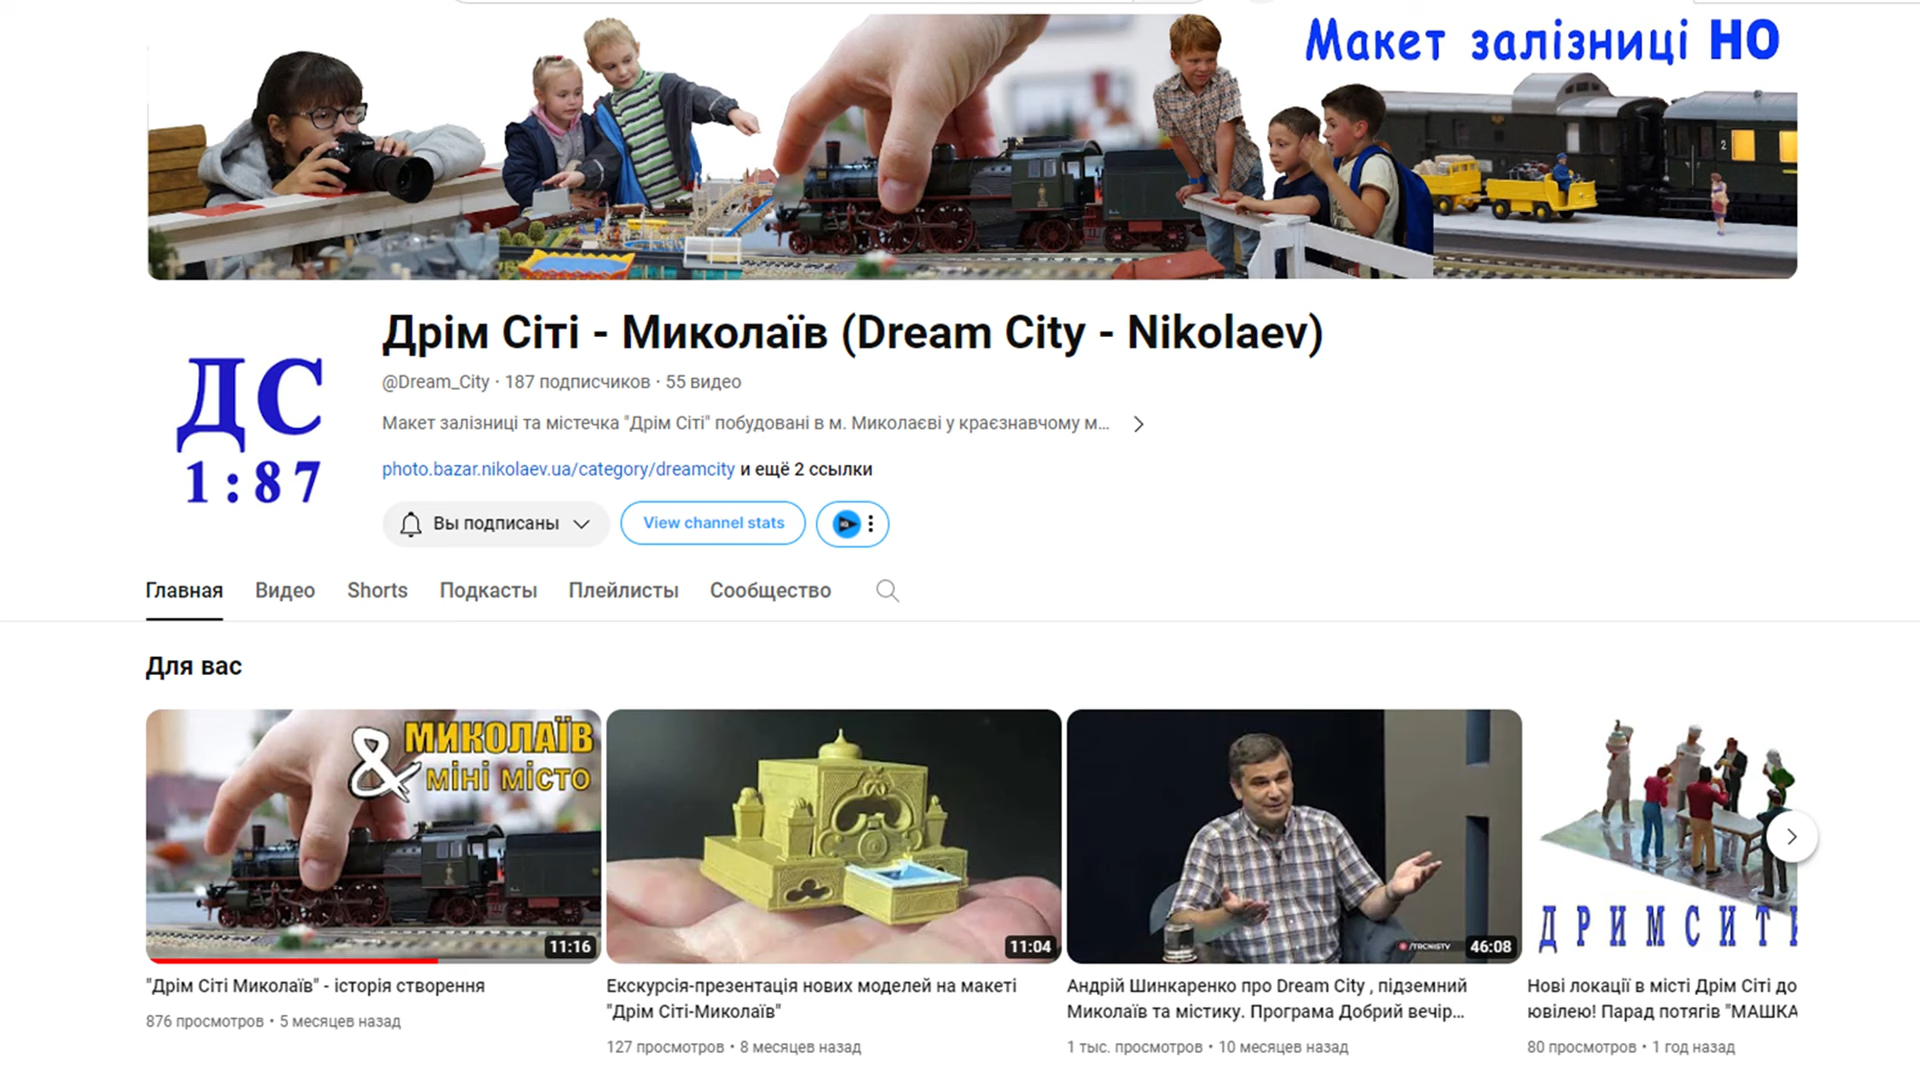 Макет залізниці НО
2
ДС
1:87
Дрім Сіті - Миколаїв (Dream City - Nikolaev)
@Dream_City · 187 подписчиков · 55 видео
Макет залізниці та містечка "Дрім Сіті" побудовані в м. Миколаєві у краєзнавчому м...
photo.bazar.nikolaev.ua/category/dreamcity и ещё 2 ссылки
Вы подписаны
View channel stats
Главная Видео Shorts Подкасты Плейлисты Сообщество
Для вас
& МИКОЛАЇВ
міні місто
11:16
11:04
/TRCNISTV
46:08
ДРИМСИТИ
"Дрім Сіті Миколаїв" - історія створення
876 просмотров • 5 месяцев назад
Екскурсія-презентація нових моделей на макеті
"Дрім Сіті-Миколаїв"
127 просмотров • 8 месяцев назад
Андрій Шинкаренко про Dream City , підземний
Миколаїв та містику. Програма Добрий вечір...
1 тыс. просмотров • 10 месяцев назад
Нові локації в місті Дрім Сіті до
ювілею! Парад потягів "МАШКА
80 просмотров • 1 год назад